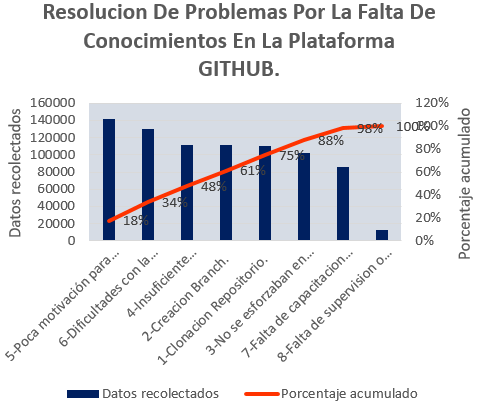 Resolucion De Problemas Por La Falta De
Conocimientos En La Plataforma
GITHUB.
Datos recolectados
160000
140000
120000
100000
80000
60000
40000
20000
0
120%
100%
80%
60%
40%
20%
0%
Porcentaje acumulado
18%
34%
48%
61%
75%
88%
98%
100%
5-Poca motivación para...
6-Dificultades con la...
4-Insuficiente...
2-Creacion Branch.
1-Clonacion Repositorio.
3-No se esforzaban en...
7-Falta de capacitacion...
8-Falta de supervision o...
Datos recolectados
Porcentaje acumulado